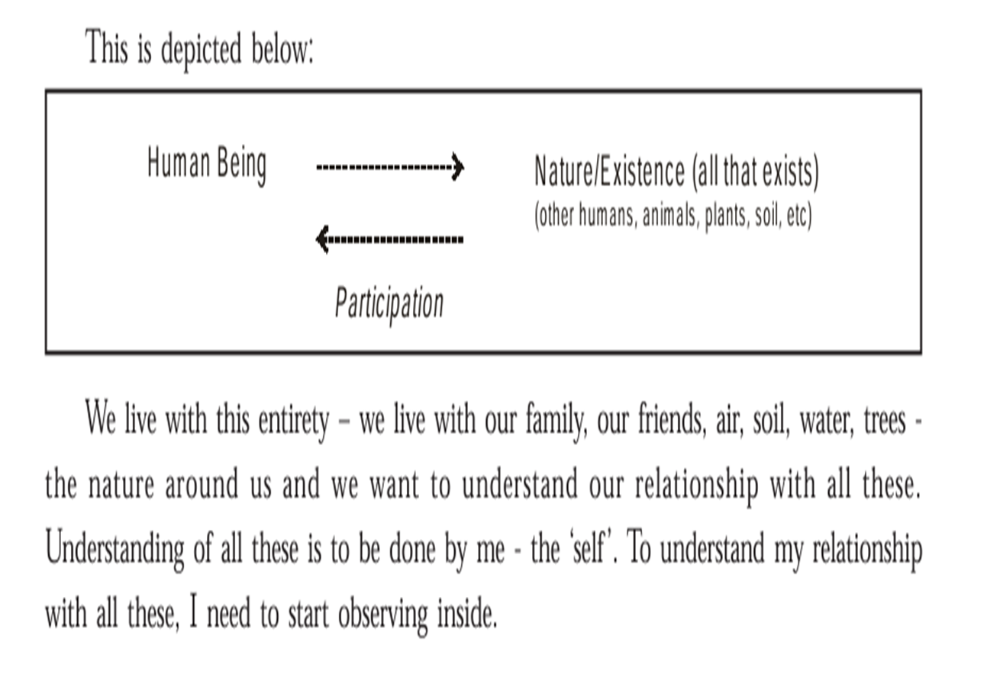 This is depicted below:
Human Being
Nature/Existence (all that exists)
(other humans, animals, plants, soil, etc)
Participation
We live with this entirety – we live with our family, our friends, air, soil, water, trees -
the nature around us and we want to understand our relationship with all these.
Understanding of all these is to be done by me - the ‘self’. To understand my relationship
with all these, I need to start observing inside.